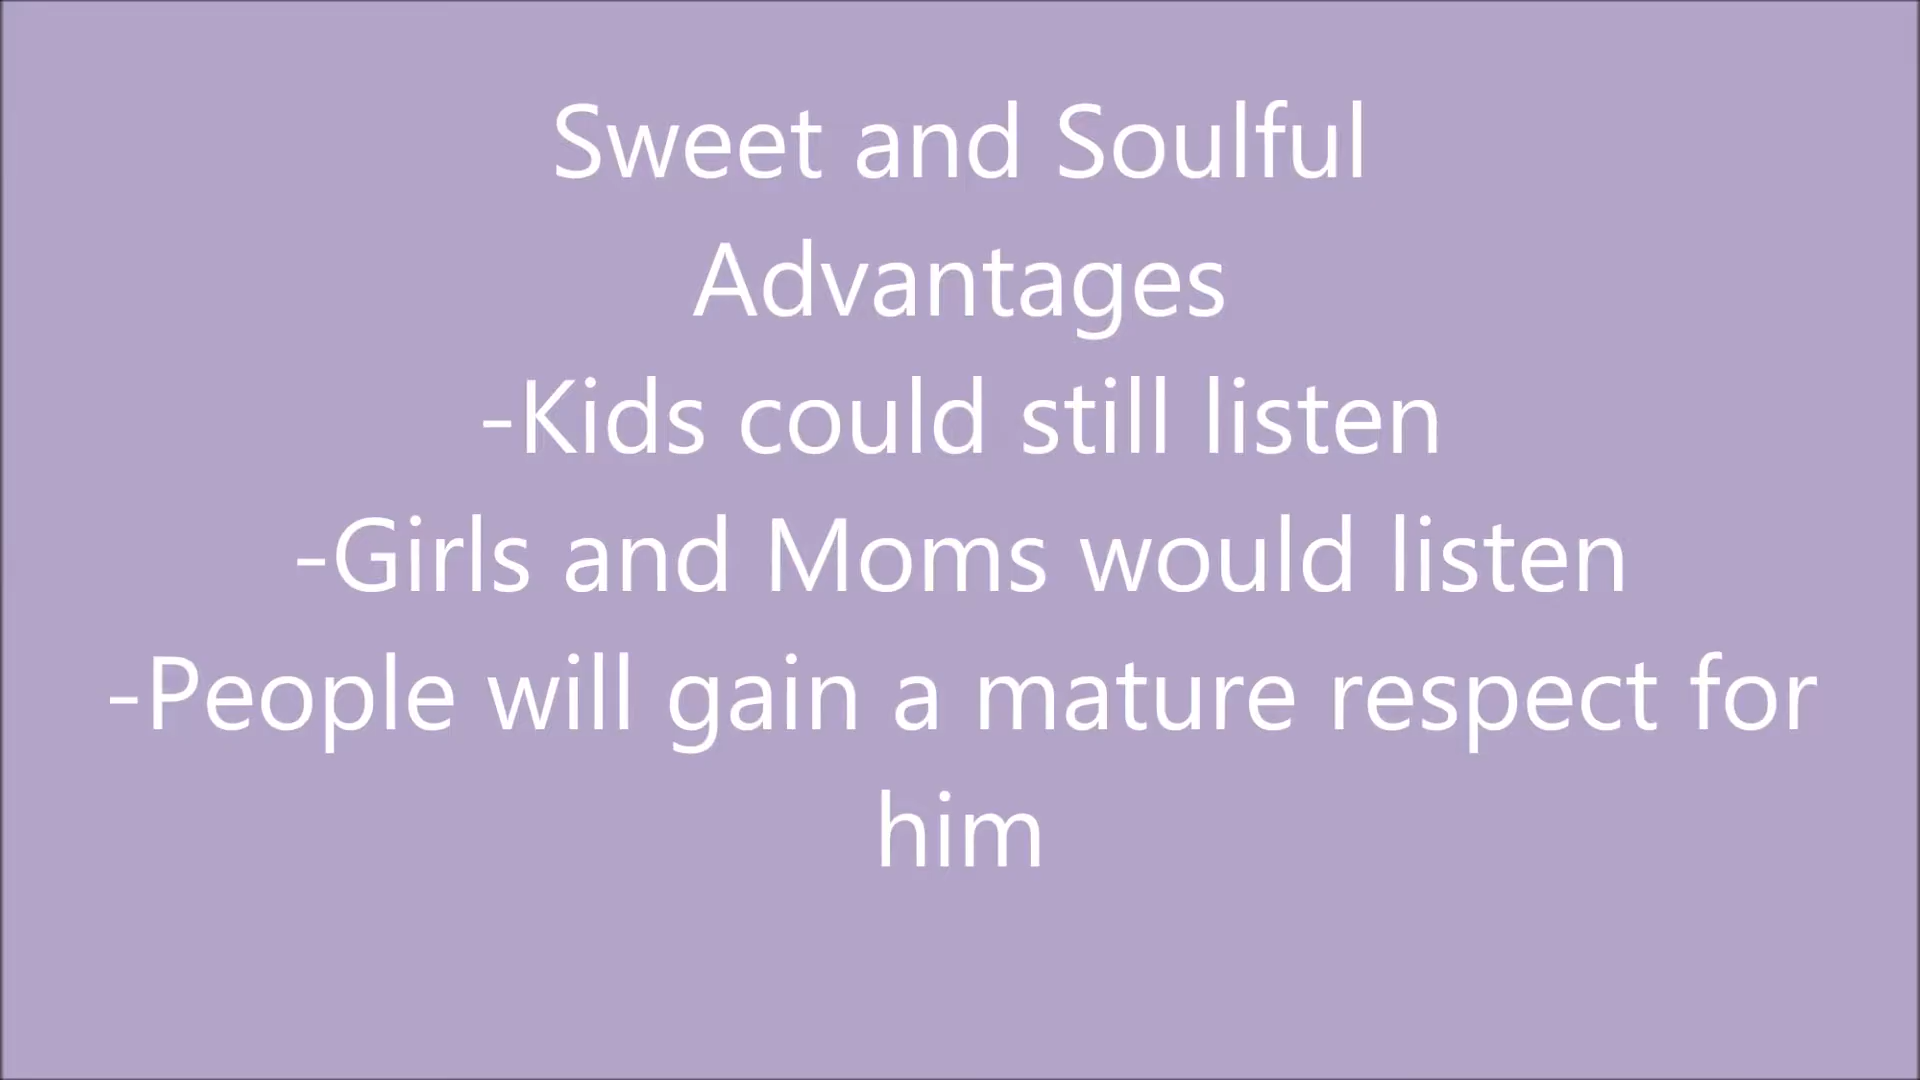 Sweet and Soulful
Advantages
-Kids could still listen
-Girls and Moms would listen
-People will gain a mature respect for
him